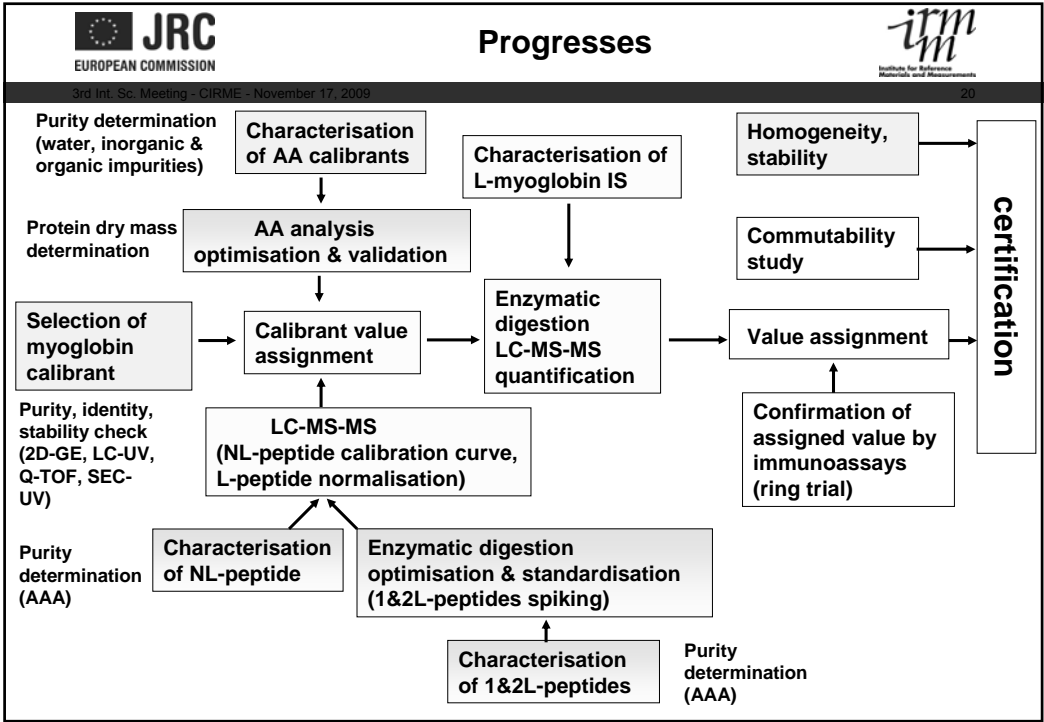 JRC
EUROPEAN COMMISSION
Progresses
irmm
Institute for Reference
Materials and Measurements
3rd Int. Sc. Meeting - CIRME - November 17, 2009
20
Purity determination
(water, inorganic &
organic impurities)
Characterisation
of AA calibrants
Characterisation of
L-myoglobin IS
Homogeneity,
stability
Protein dry mass
determination
AA analysis
optimisation & validation
Commutability
study
certification
Selection of
myoglobin
calibrant
Calibrant value
assignment
Enzymatic
digestion
LC-MS-MS
quantification
Value assignment
Purity, identity,
stability check
(2D-GE, LC-UV,
Q-TOF, SEC-
UV)
LC-MS-MS
(NL-peptide calibration curve,
L-peptide normalisation)
Confirmation of
assigned value by
immunoassays
(ring trial)
Purity
determination
(AAA)
Characterisation
of NL-peptide
Enzymatic digestion
optimisation & standardisation
(1&2L-peptides spiking)
Characterisation
of 1&2L-peptides
Purity
determination
(AAA)